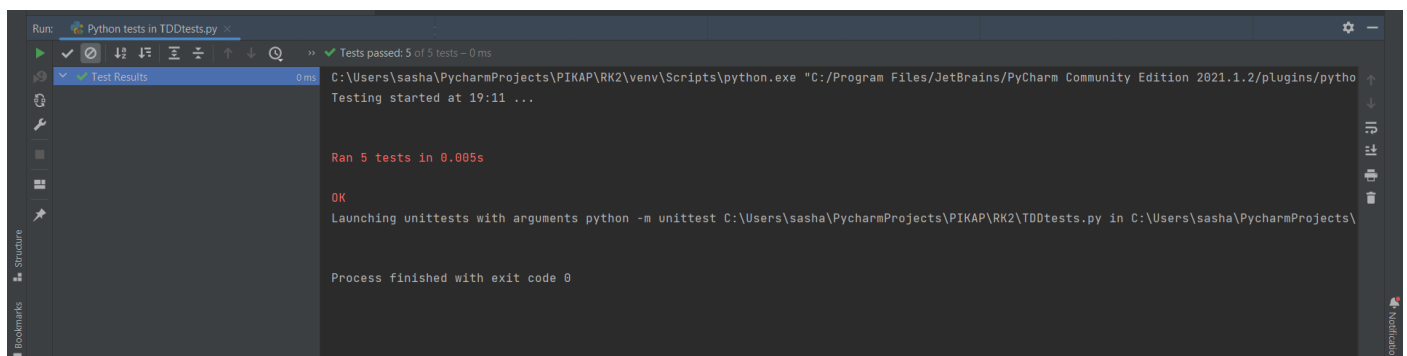 Run: Python tests in TDDtests.py ×
» Tests passed: 5 of 5 tests – 0 ms
Test Results 0 ms
C:\Users\sasha\PycharmProjects\PIKAP\RK2\venv\Scripts\python.exe "C:/Program Files/JetBrains/PyCharm Community Edition 2021.1.2/plugins/pytho
Testing started at 19:11 ...
Ran 5 tests in 0.005s
OK
Launching unittests with arguments python -m unittest C:\Users\sasha\PycharmProjects\PIKAP\RK2\TDDtests.py in C:\Users\sasha\PycharmProjects\
Process finished with exit code 0
Structure
Bookmarks
Notificatio